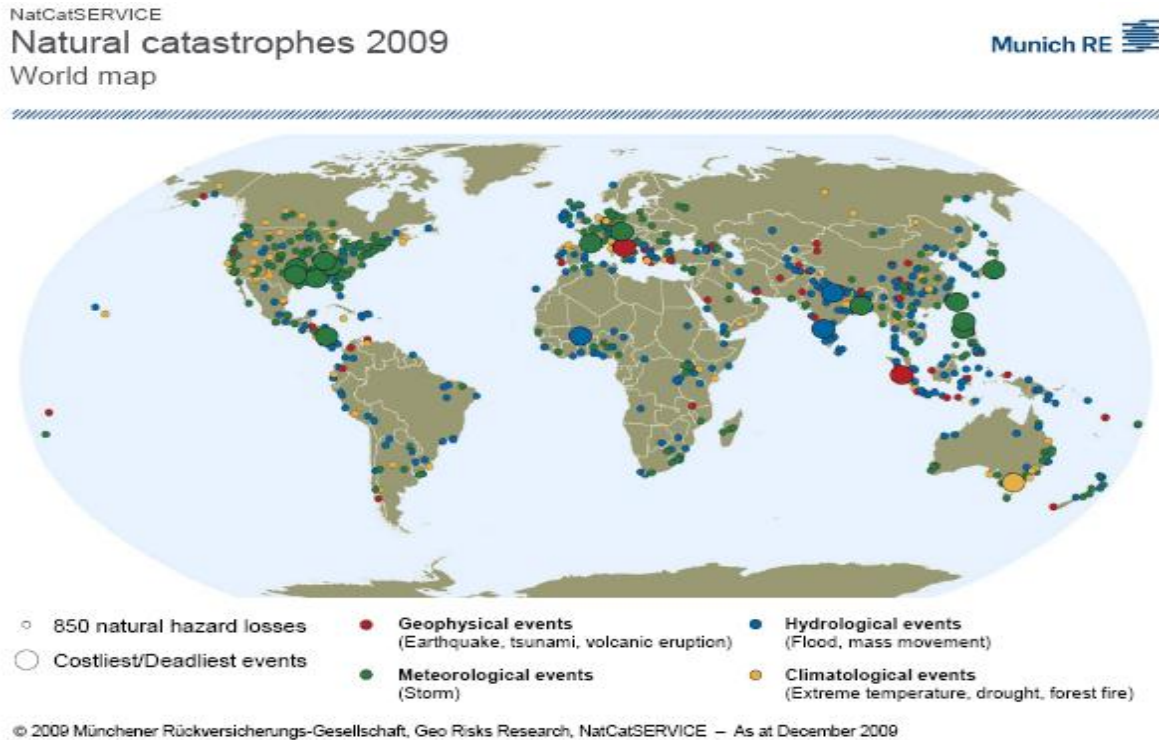 NatCatSERVICE
Natural catastrophes 2009
World map
Munich RE
850 natural hazard losses
Costliest/Deadliest events
Geophysical events
(Earthquake, tsunami, volcanic eruption)
Meteorological events
(Storm)
Hydrological events
(Flood, mass movement)
Climatological events
(Extreme temperature, drought, forest fire)
© 2009 Münchener Rückversicherungs-Gesellschaft, Geo Risks Research, NatCatSERVICE – As at December 2009